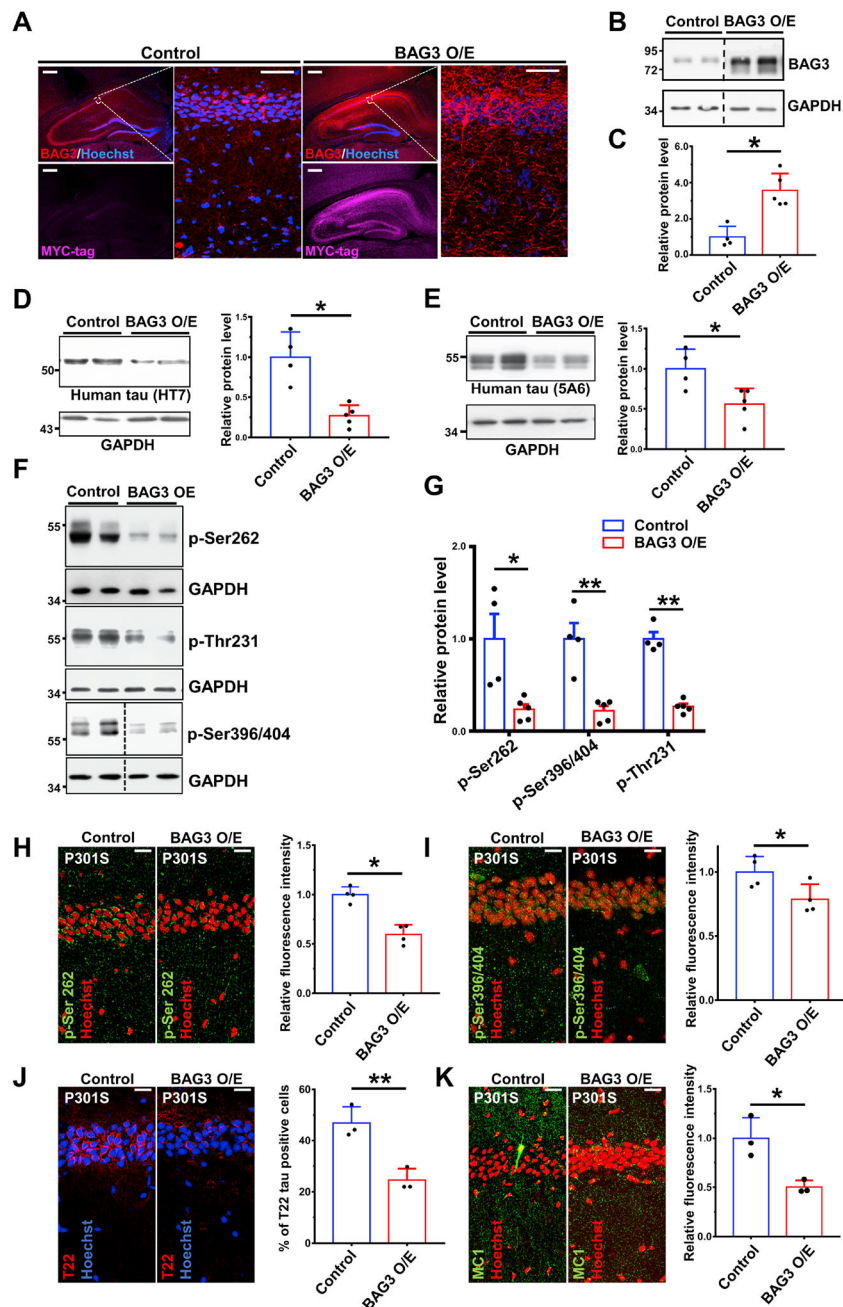 A
Control
BAG3 O/E
BAG3/Hoechst
BAG3/Hoechst
MYC-tag
MYC-tag
B
Control BAG3 O/E
95
72
BAG3
34
GAPDH
C
*
Relative protein level
6.0
4.0
2.0
0.0
Control
BAG3 O/E
D
Control BAG3 O/E
50
Human tau (HT7)
43
GAPDH
*
Relative protein level
1.5
1.0
0.5
0.0
Control
BAG3 O/E
E
Control BAG3 O/E
55
Human tau (5A6)
34
GAPDH
*
Relative protein level
1.5
1.0
0.5
0.0
Control
BAG3 O/E
F
Control BAG3 OE
55
p-Ser262
34
GAPDH
55
p-Thr231
34
GAPDH
55
p-Ser396/404
34
GAPDH
G
Control
BAG3 O/E
Relative protein level
2.0
1.0
0.0
*
**
**
p-Ser262
p-Ser396/404
p-Thr231
H
Control BAG3 O/E
P301S P301S
p-Ser 262
Hoechst
p-Ser 262
Hoechst
Relative fluorescence intensity
1.5
1.0
0.5
0.0
*
Control
BAG3 O/E
I
Control BAG3 O/E
P301S P301S
p-Ser396/404
Hoechst
p-Ser396/404
Hoechst
Relative fluorescence intensity
1.5
1.0
0.5
0.0
*
Control
BAG3 O/E
J
Control BAG3 O/E
P301S P301S
T22
Hoechst
T22
Hoechst
% of T22 tau positive cells
60
40
20
0
**
Control
BAG3 O/E
K
Control BAG3 O/E
P301S P301S
MC1
Hoechst
MC1
Hoechst
Relative fluorescence intensity
1.5
1.0
0.5
0.0
*
Control
BAG3 O/E